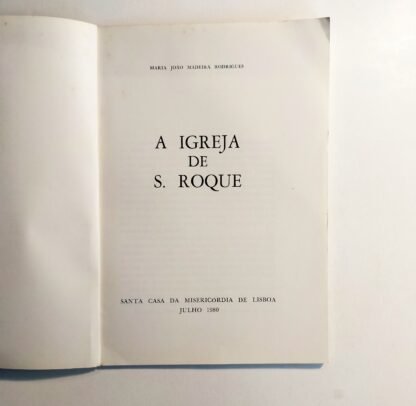 MARIA JOÃO MADEIRA RODRIGUES
A IGREJA
DE
S. ROQUE
SANTA CASA DA MISERICÓRDIA DE LISBOA
JULHO 1980